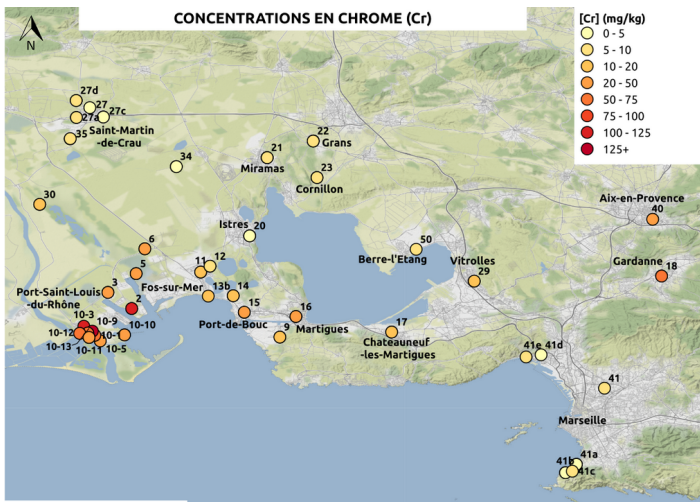 CONCENTRATIONS EN CHROME (Cr)
N
[Cr] (mg/kg)
0 - 5
5 - 10
10 - 20
20 - 50
50 - 75
75 - 100
100 - 125
125+
27d
27
27c
27a
Saint-Martin
-de-Crau
35
34
22
Grans
21
Miramas
23
Cornillon
30
Aix-en-Provence
40
Istres
20
6
5
12
11
50
Berre-l'Etang
Vitrolles
29
Gardanne
18
3
Fos-sur-Mer
13b
14
Port-Saint-Louis
-du-Rhône
2
15
Port-de-Bouc
16
Martigues
9
17
Chateauneuf
-les-Martigues
10-3
10-9
10-10
10-12
10-1
10-13
10-11
10-5
41e
41d
41
Marseille
41a
41b
41c